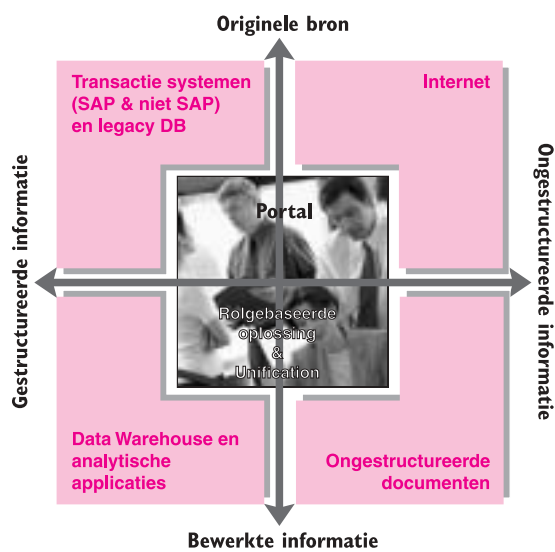 Originele bron
Transactie systemen
(SAP & niet SAP)
en legacy DB
Internet
Gestructureerde informatie
Ongestructureerde informatie
Portal
Rolgebaseerde
oplossing
&
Unification
Data Warehouse en
analytische
applicaties
Ongestructureerde
documenten
Bewerkte informatie